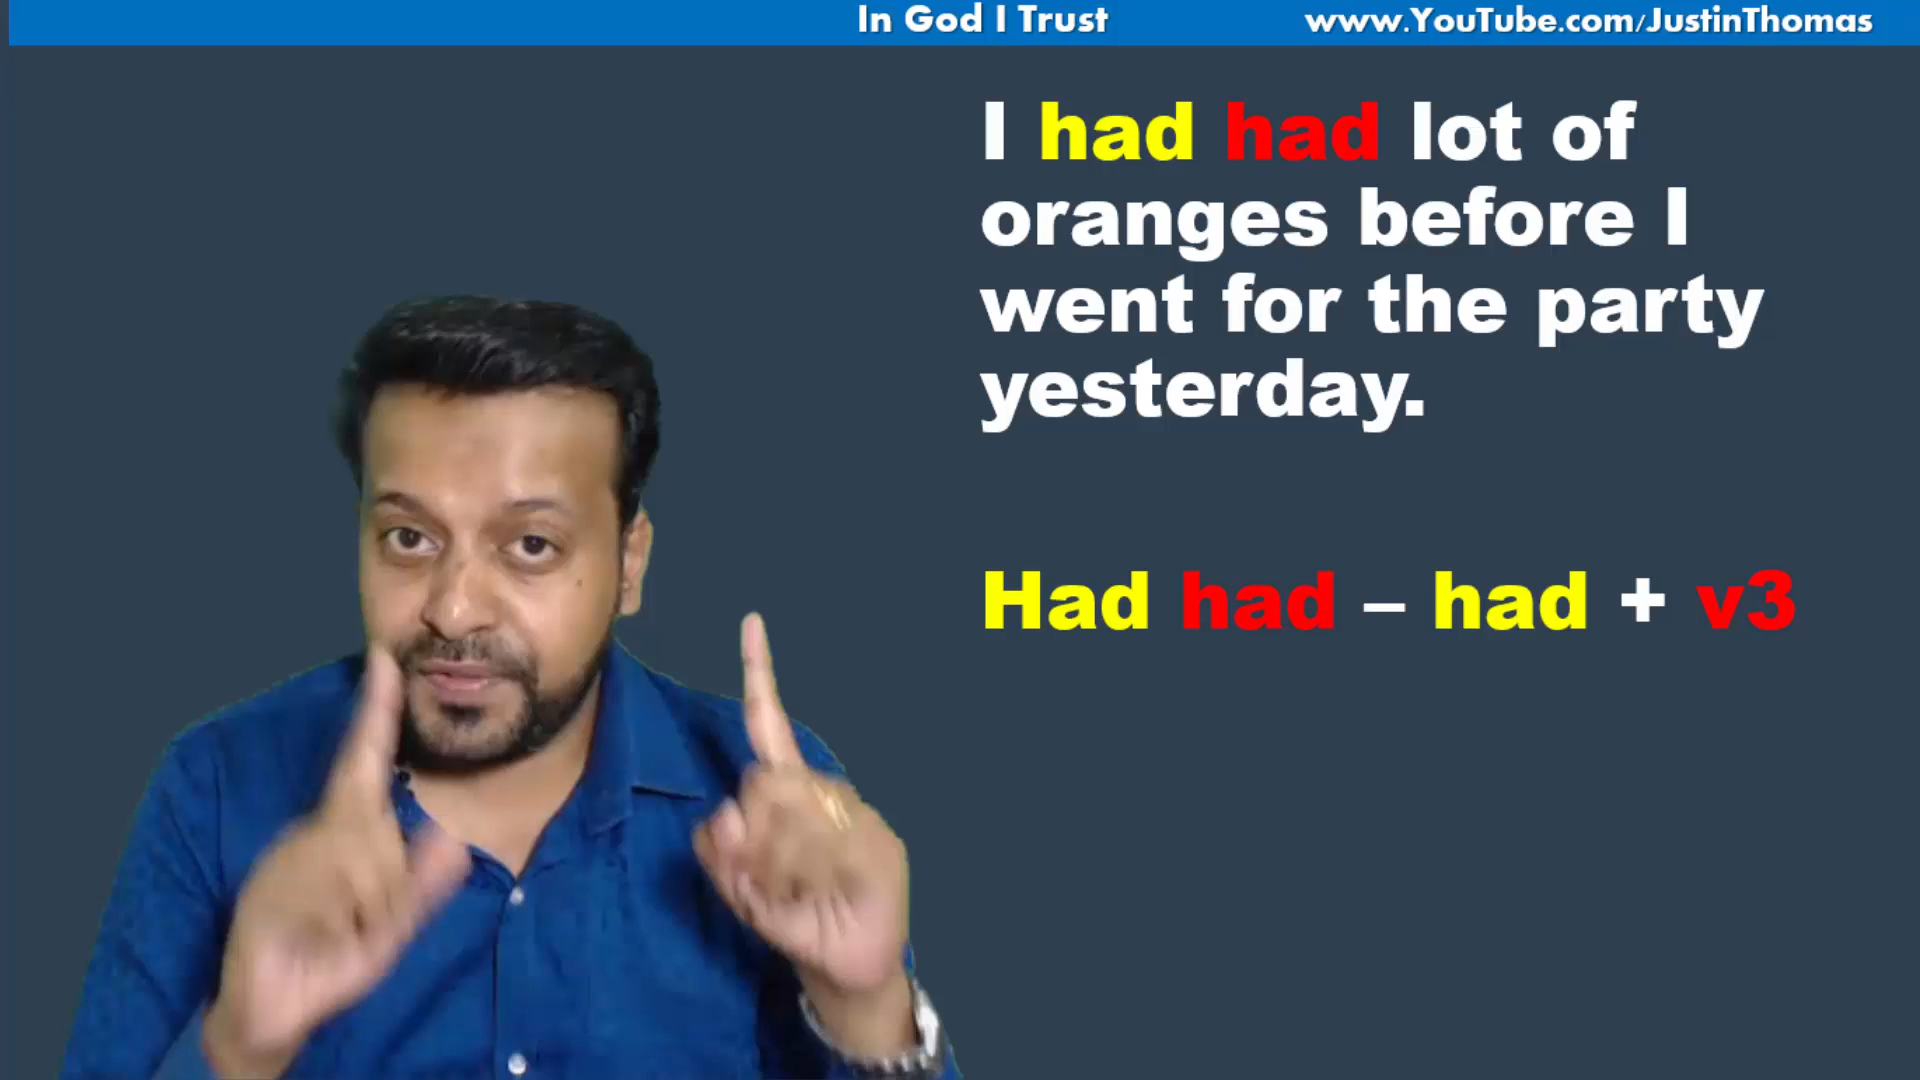 In God I Trust
www.YouTube.com/JustinThomas
I had had lot of
oranges before I
went for the party
yesterday.
Had had – had + v3